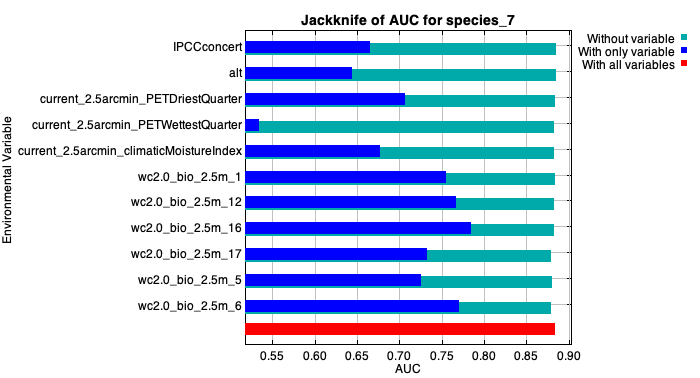 Jackknife of AUC for species_7
Without variable
With only variable
With all variables
Environmental Variable
IPCCconcert
alt
current_2.5arcmin_PETDriestQuarter
current_2.5arcmin_PETWettestQuarter
current_2.5arcmin_climaticMoistureIndex
wc2.0_bio_2.5m_1
wc2.0_bio_2.5m_12
wc2.0_bio_2.5m_16
wc2.0_bio_2.5m_17
wc2.0_bio_2.5m_5
wc2.0_bio_2.5m_6
0.55 0.60 0.65 0.70 0.75 0.80 0.85 0.90
AUC